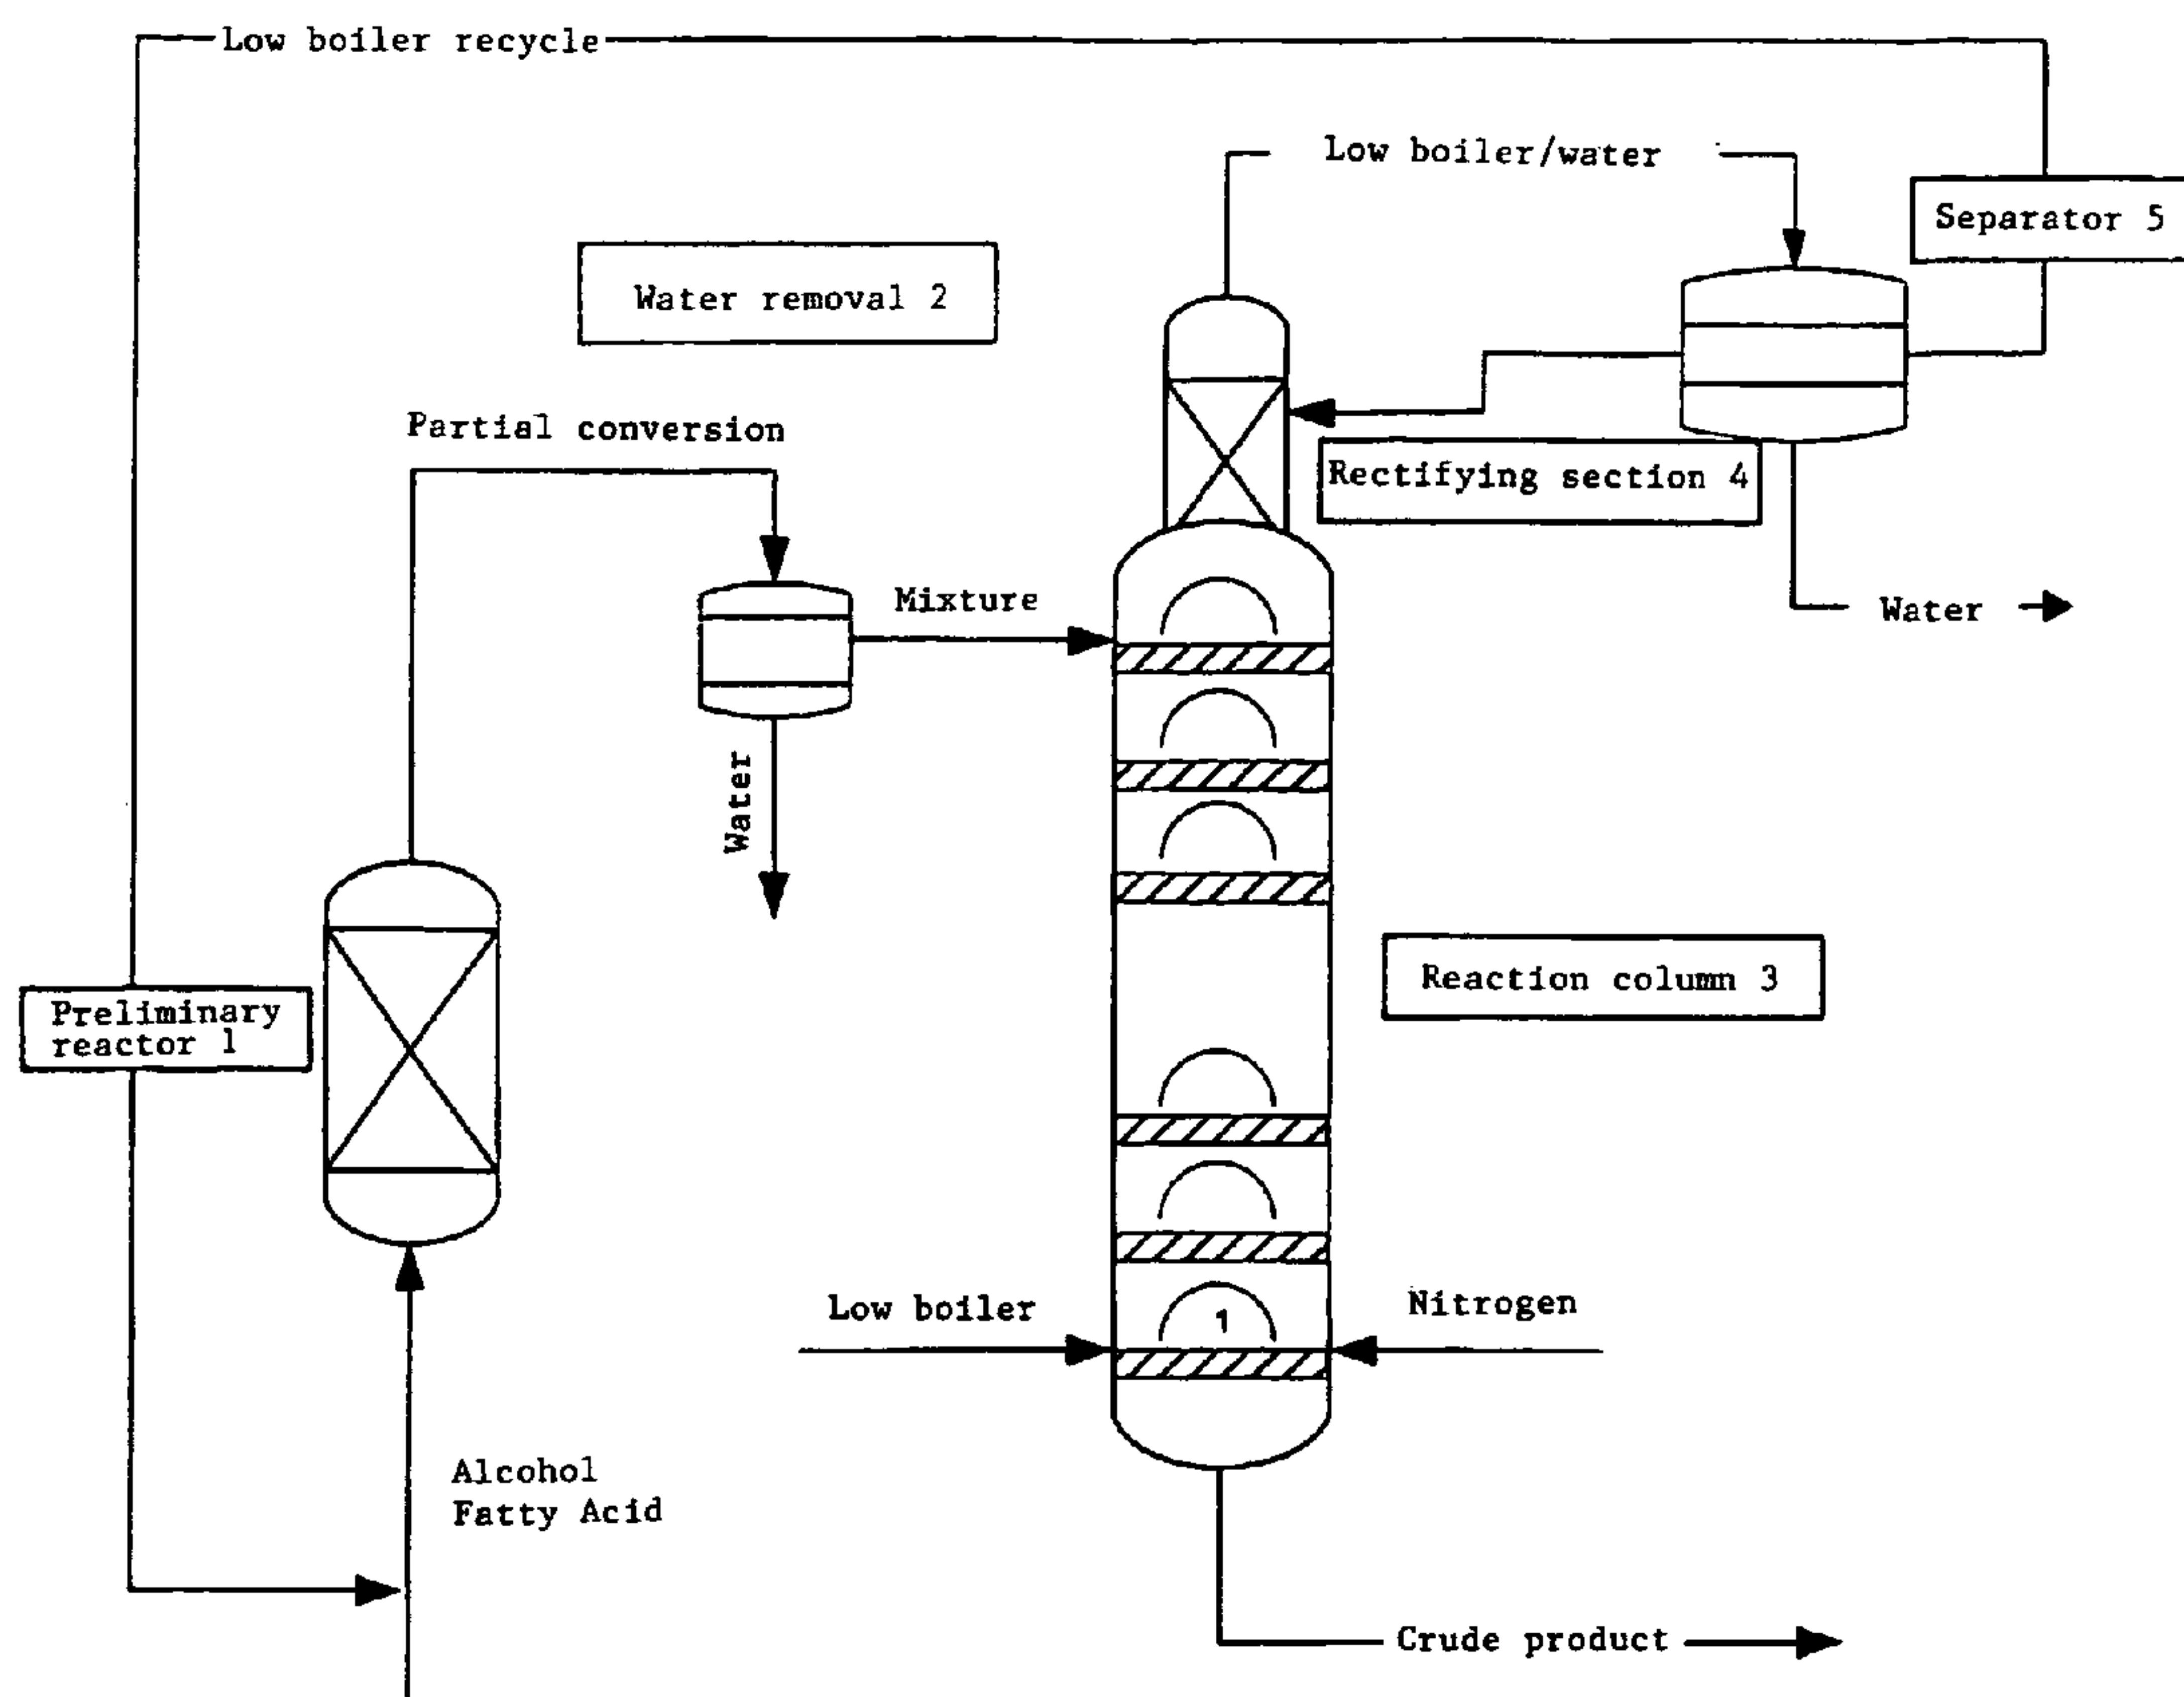 Low boiler recycle
Low boiler/water
Separator 5
Water removal 2
Partial conversion
Rectifying section 4
Mixture
Water
Water
Reaction column 3
Preliminary
reactor 1
Low boiler
1
Nitrogen
Alcohol
Fatty Acid
Crude product